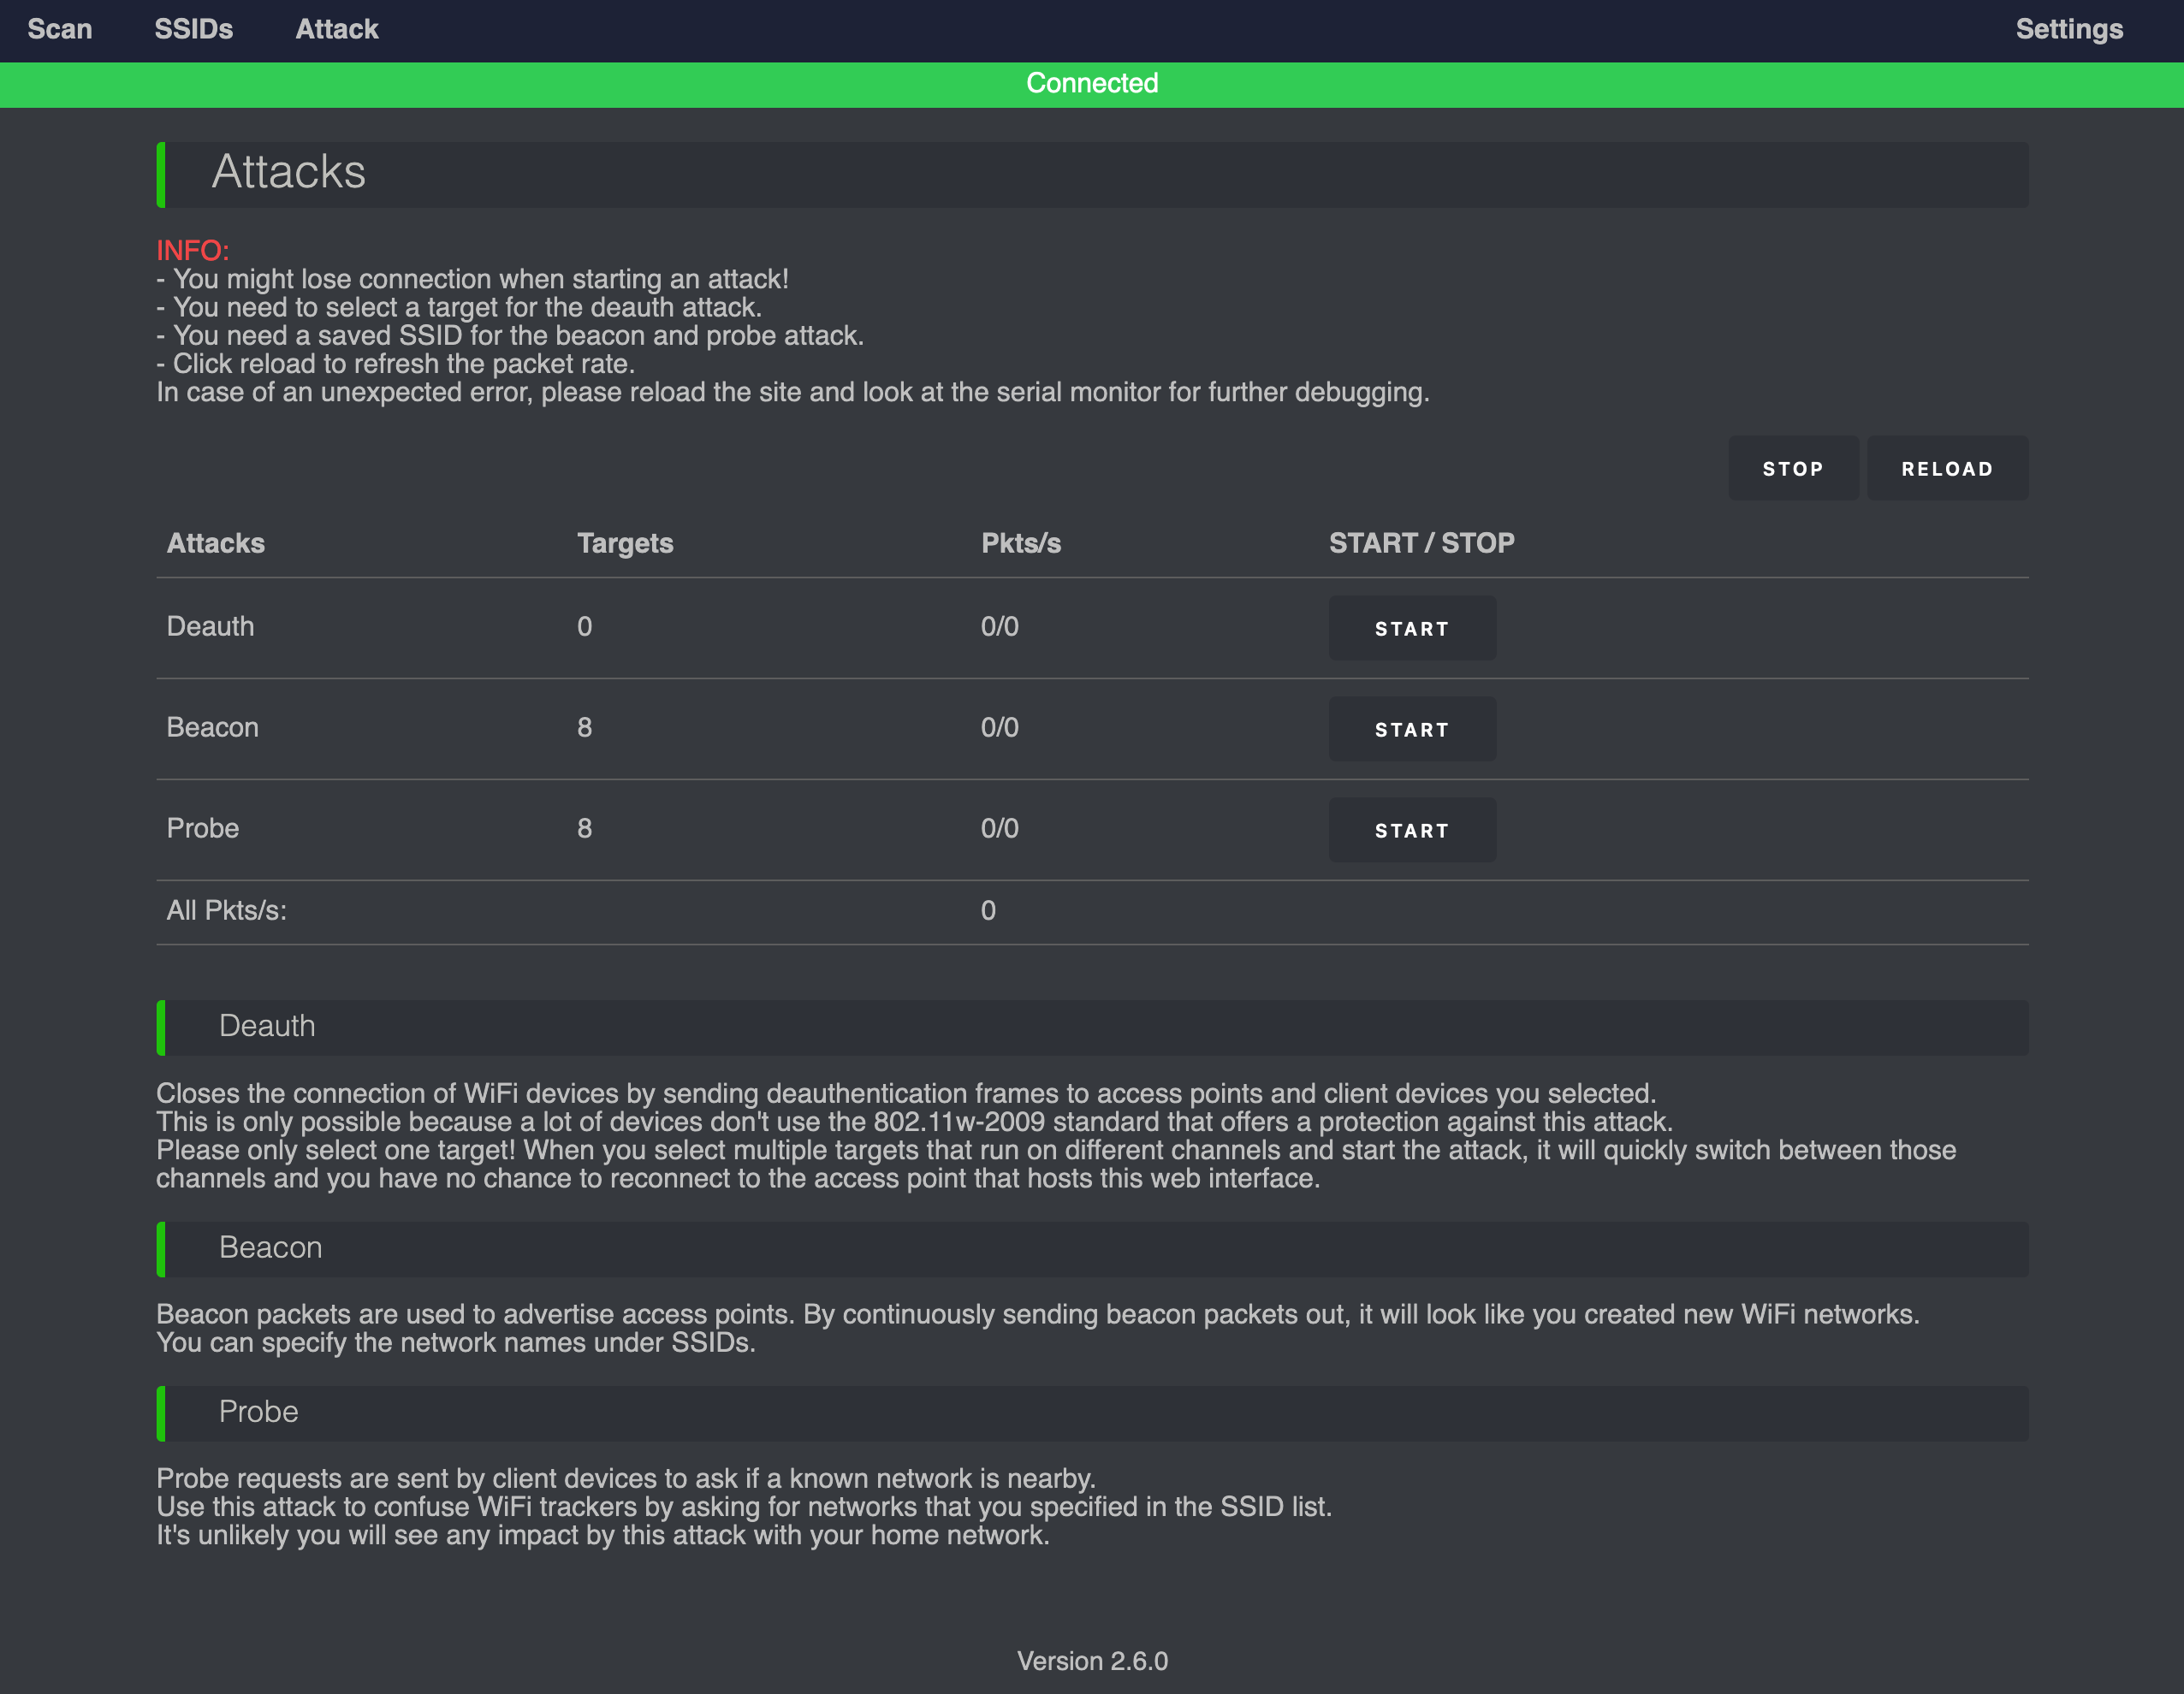 Scan SSIDs Attack Settings
Connected
Attacks
INFO:
- You might lose connection when starting an attack!
- You need to select a target for the deauth attack.
- You need a saved SSID for the beacon and probe attack.
- Click reload to refresh the packet rate.
In case of an unexpected error, please reload the site and look at the serial monitor for further debugging.
STOP RELOAD
Attacks Targets Pkts/s START / STOP
Deauth 0 0/0 START
Beacon 8 0/0 START
Probe 8 0/0 START
All Pkts/s: 0
Deauth
Closes the connection of WiFi devices by sending deauthentication frames to access points and client devices you selected.
This is only possible because a lot of devices don't use the 802.11w-2009 standard that offers a protection against this attack.
Please only select one target! When you select multiple targets that run on different channels and start the attack, it will quickly switch between those
channels and you have no chance to reconnect to the access point that hosts this web interface.
Beacon
Beacon packets are used to advertise access points. By continuously sending beacon packets out, it will look like you created new WiFi networks.
You can specify the network names under SSIDs.
Probe
Probe requests are sent by client devices to ask if a known network is nearby.
Use this attack to confuse WiFi trackers by asking for networks that you specified in the SSID list.
It's unlikely you will see any impact by this attack with your home network.
Version 2.6.0